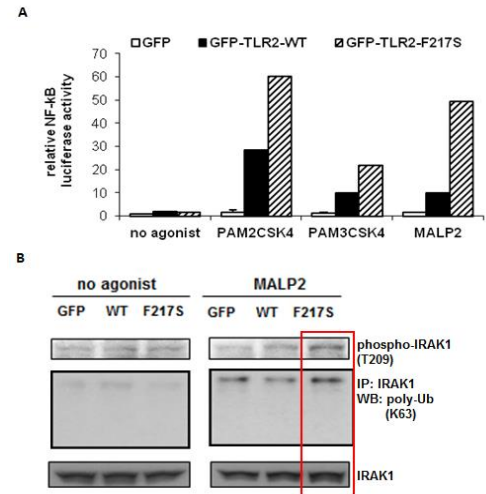 A
GFP GFP-TLR2-WT GFP-TLR2-F217S
relative NF-kB
luciferase activity
70
60
50
40
30
20
10
0
no agonist PAM2CSK4 PAM3CSK4 MALP2
B
no agonist MALP2
GFP WT F217S GFP WT F217S
phospho-IRAK1
(T209)
IP: IRAK1
WB: poly-Ub
(K63)
IRAK1